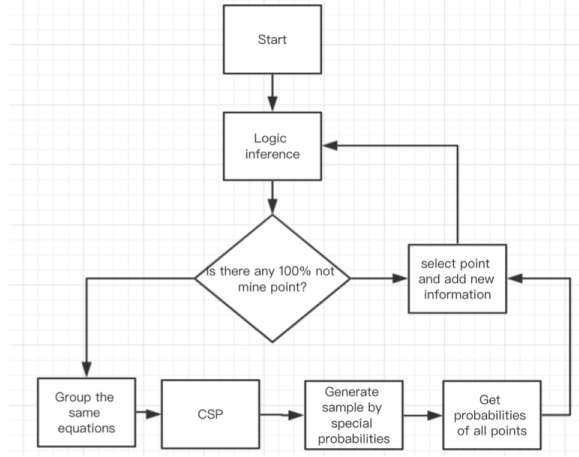 Start
Logic
inference
Is there any 100% not
mine point?
select point
and add new
information
Group the
same
equations
CSP
Generate
sample by
special
probabilities
Get
probabilities
of all points